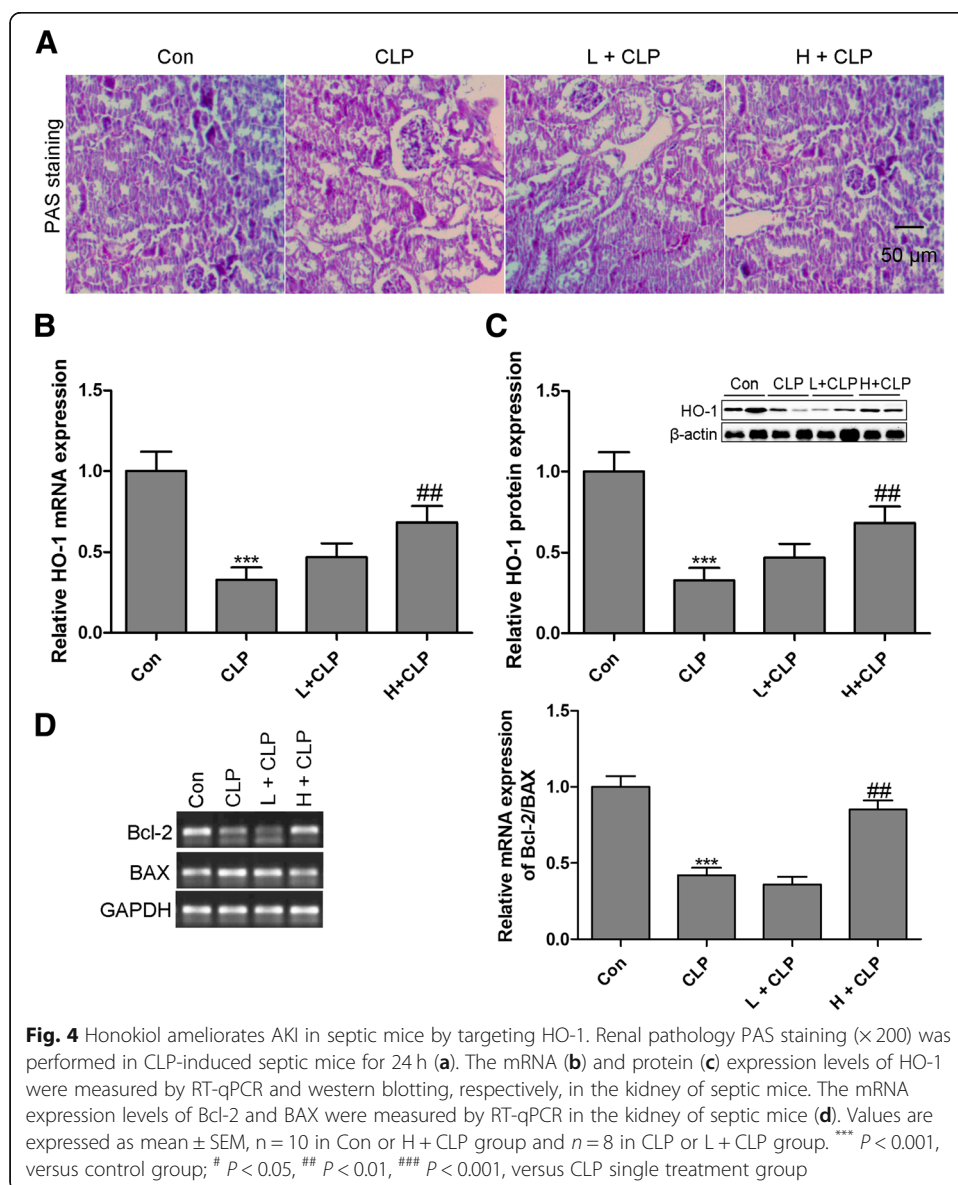 A
Con
CLP
L + CLP
H + CLP
PAS staining
50 µm
B
Relative HO-1 mRNA expression
1.5
1.0
0.5
0.0
***
##
Con
CLP
L+CLP
H+CLP
C
Relative HO-1 protein expression
1.5
1.0
0.5
0.0
Con CLP L+CLP H+CLP
HO-1
β-actin
***
##
Con
CLP
L+CLP
H+CLP
D
Con
CLP
L + CLP
H + CLP
Bcl-2
BAX
GAPDH
Relative mRNA expression
of Bcl-2/BAX
1.5
1.0
0.5
0.0
***
##
Con
CLP
L + CLP
H + CLP
Fig. 4 Honokiol ameliorates AKI in septic mice by targeting HO-1. Renal pathology PAS staining (× 200) was
performed in CLP-induced septic mice for 24 h (a). The mRNA (b) and protein (c) expression levels of HO-1
were measured by RT-qPCR and western blotting, respectively, in the kidney of septic mice. The mRNA
expression levels of Bcl-2 and BAX were measured by RT-qPCR in the kidney of septic mice (d). Values are
expressed as mean ± SEM, n = 10 in Con or H + CLP group and n = 8 in CLP or L + CLP group. *** P < 0.001,
versus control group; # P < 0.05, ## P < 0.01, ### P < 0.001, versus CLP single treatment group